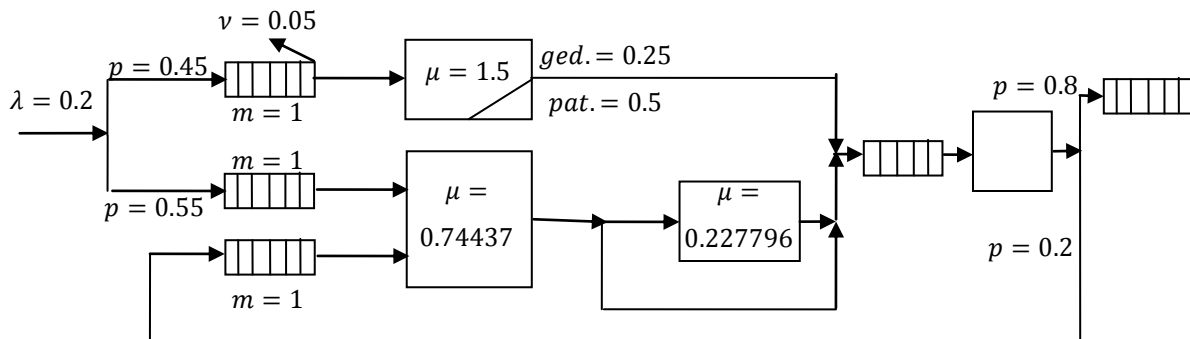 ν = 0.05
p = 0.45
λ = 0.2
m = 1
μ = 1.5
ged. = 0.25
pat. = 0.5
p = 0.8
m = 1
p = 0.55
μ =
0.74437
μ =
0.227796
m = 1
p = 0.2